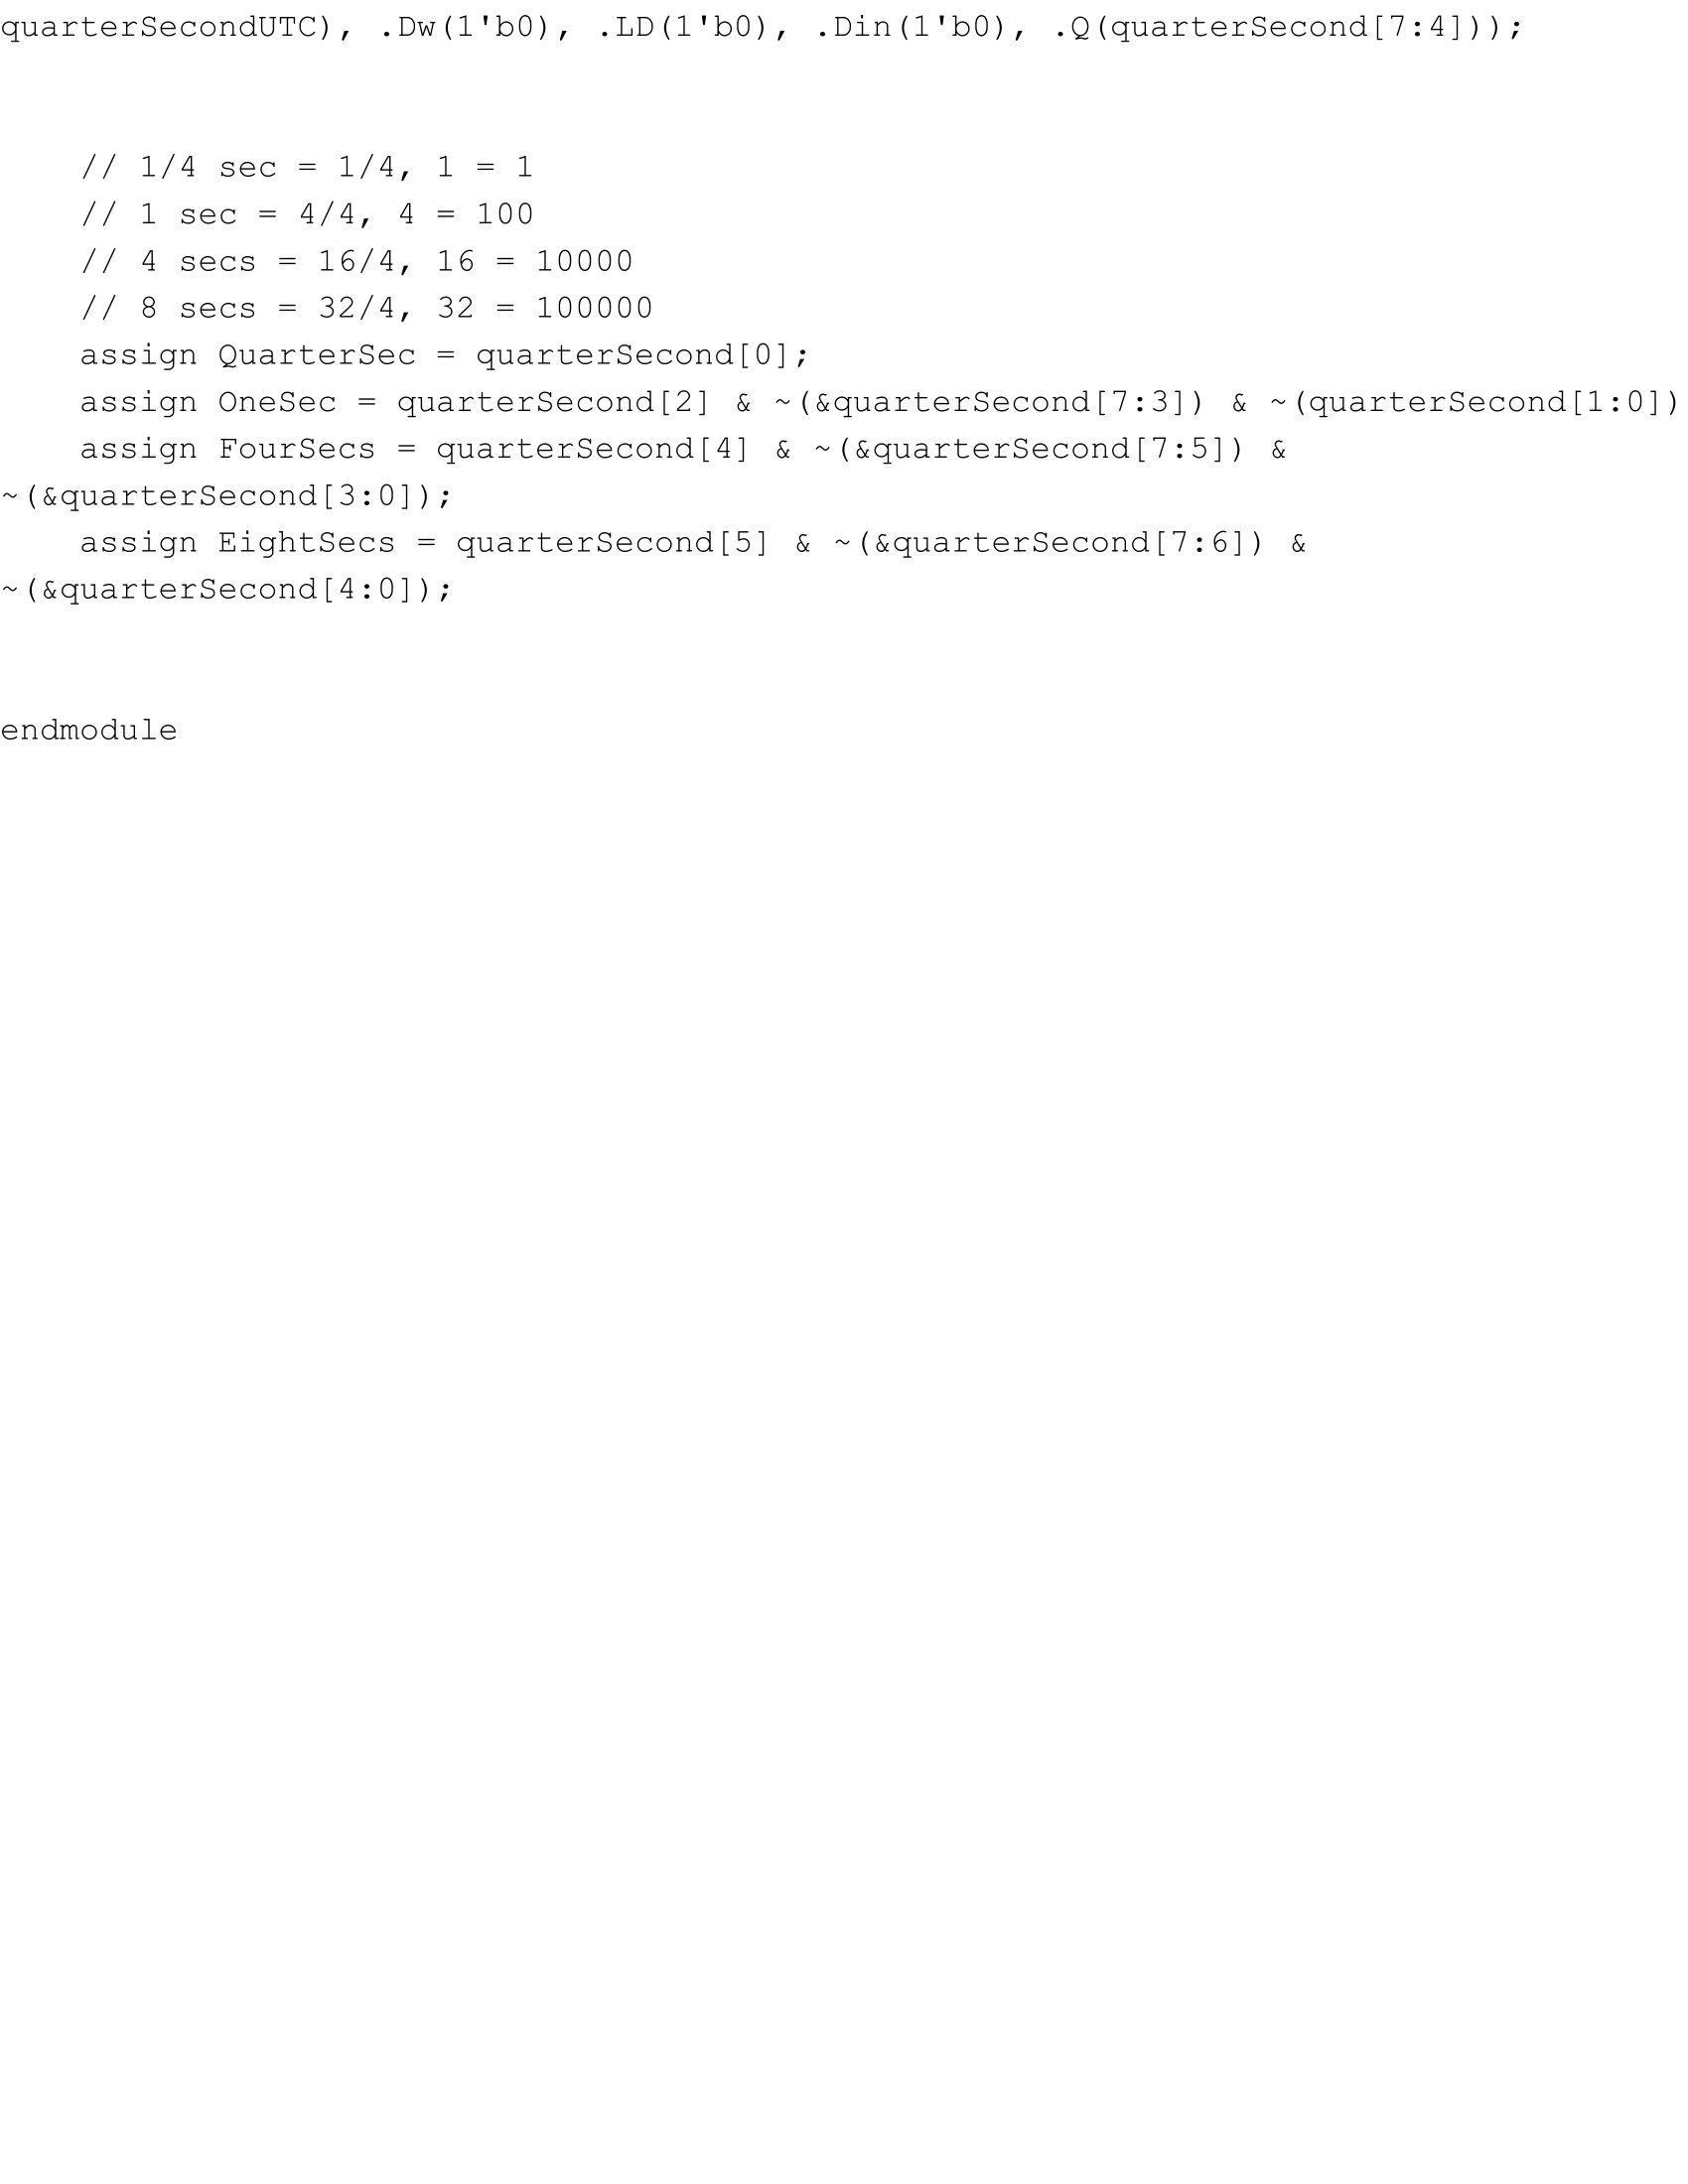 quarterSecondUTC), .Dw(1'b0), .LD(1'b0), .Din(1'b0), .Q(quarterSecond[7:4]));
// 1/4 sec = 1/4, 1 = 1
// 1 sec = 4/4, 4 = 100
// 4 secs = 16/4, 16 = 10000
// 8 secs = 32/4, 32 = 100000
assign QuarterSec = quarterSecond[0];
assign OneSec = quarterSecond[2] & ~(&quarterSecond[7:3]) & ~(quarterSecond[1:0])
assign FourSecs = quarterSecond[4] & ~(&quarterSecond[7:5]) &
~(&quarterSecond[3:0]);
assign EightSecs = quarterSecond[5] & ~(&quarterSecond[7:6]) &
~(&quarterSecond[4:0]);
endmodule